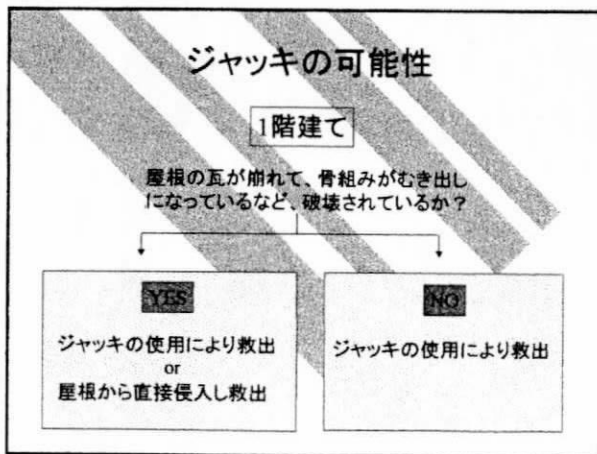 ジャッキの可能性
1階建て
屋根の瓦が崩れて、骨組みがむき出し
になっているなど、破壊されているか？
YES
ジャッキの使用により救出
or
屋根から直接侵入し救出
NO
ジャッキの使用により救出